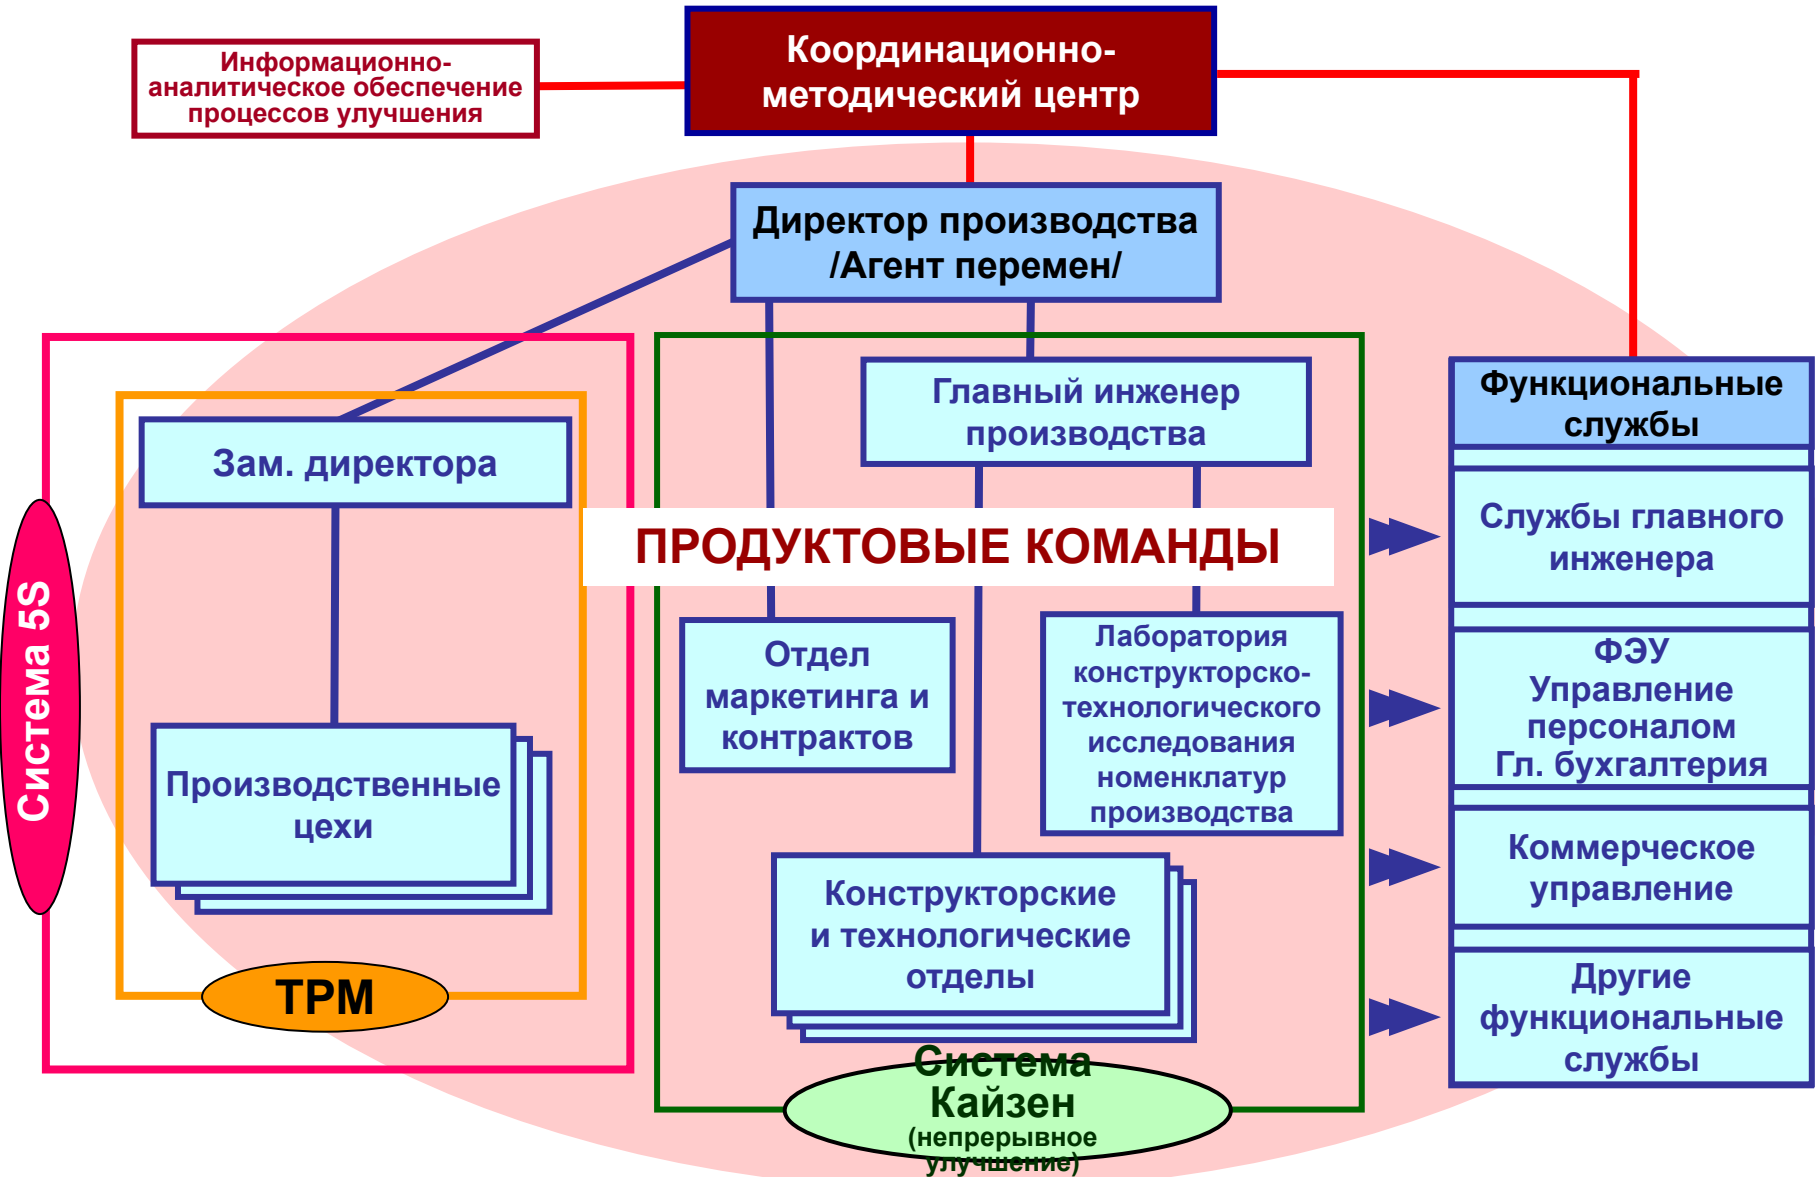 Координационно-
методический центр
Информационно-
аналитическое обеспечение
процессов улучшения
Директор производства
/Агент перемен/
Главный инженер
производства
Функциональные
службы
Зам. директора
Службы главного
инженера
ПРОДУКТОВЫЕ КОМАНДЫ
Система 5S
Отдел
маркетинга и
контрактов
Лаборатория
конструкторско-
технологического
исследования
номенклатур
производства
ФЭУ
Управление
персоналом
Гл. бухгалтерия
Производственные
цехи
Коммерческое
управление
Конструкторские
и технологические
отделы
Другие
функциональные
службы
ТРМ
Система
Кайзен
(непрерывное
улучшение)